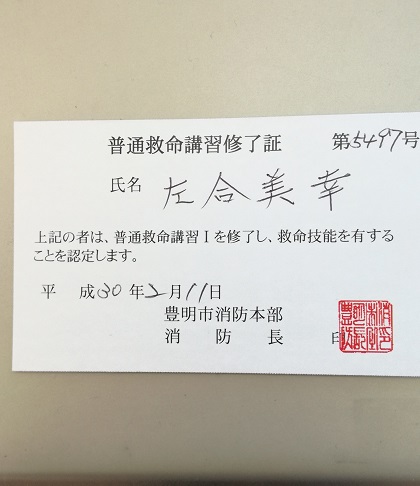 普通救命講習修了証 第5497号
氏名 左合美幸
上記の者は、普通救命講習Ⅰを修了し、救命技能を有する
ことを認定します。
平 成30年2月11日
豊明市消防本部
消 防 長 印